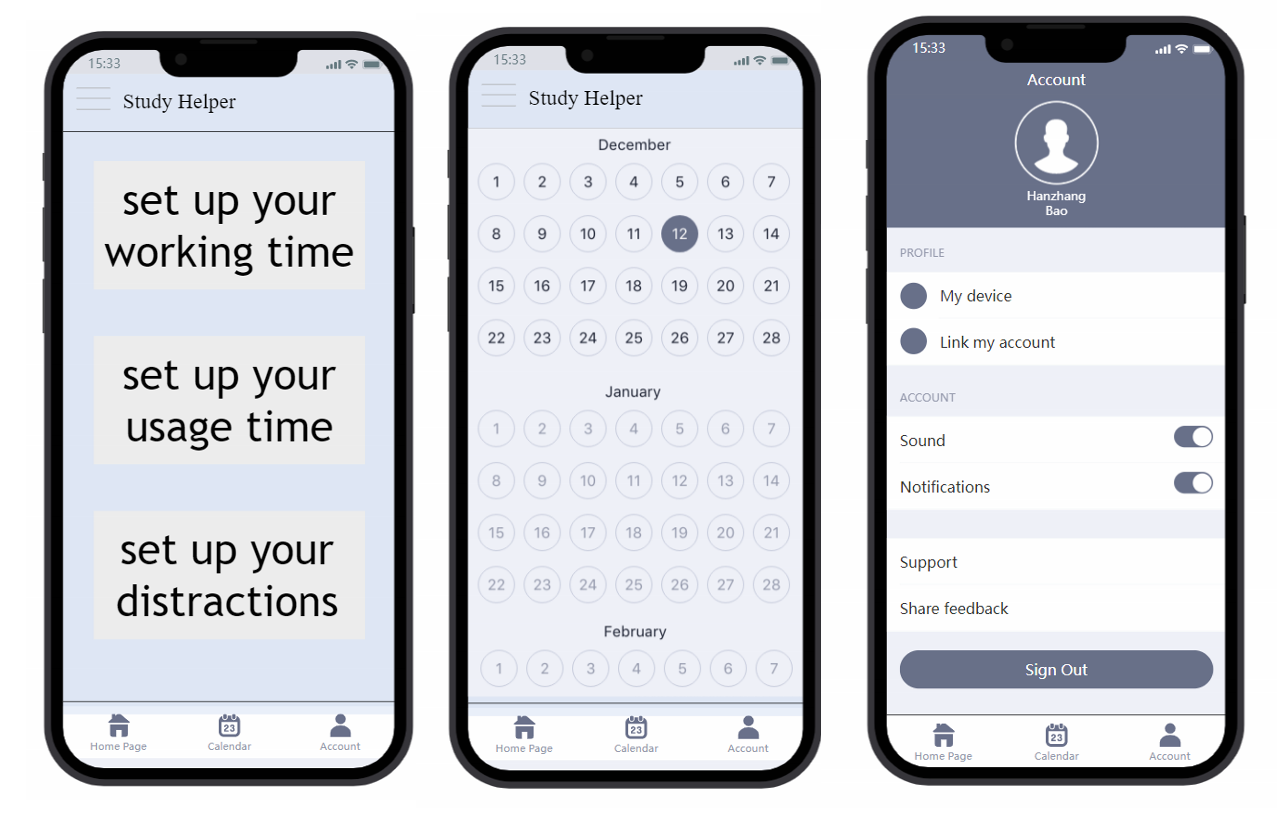 15:33
Study Helper
set up your
working time
set up your
usage time
set up your
distractions
23
Home Page Calendar Account
15:33
Study Helper
December
1 2 3 4 5 6 7
8 9 10 11 12 13 14
15 16 17 18 19 20 21
22 23 24 25 26 27 28
January
1 2 3 4 5 6 7
8 9 10 11 12 13 14
15 16 17 18 19 20 21
22 23 24 25 26 27 28
February
1 2 3 4 5 6 7
23
Home Page Calendar Account
15:33
Account
Hanzhang
Bao
PROFILE
My device
Link my account
ACCOUNT
Sound
Notifications
Support
Share feedback
Sign Out
23
Home Page Calendar Account